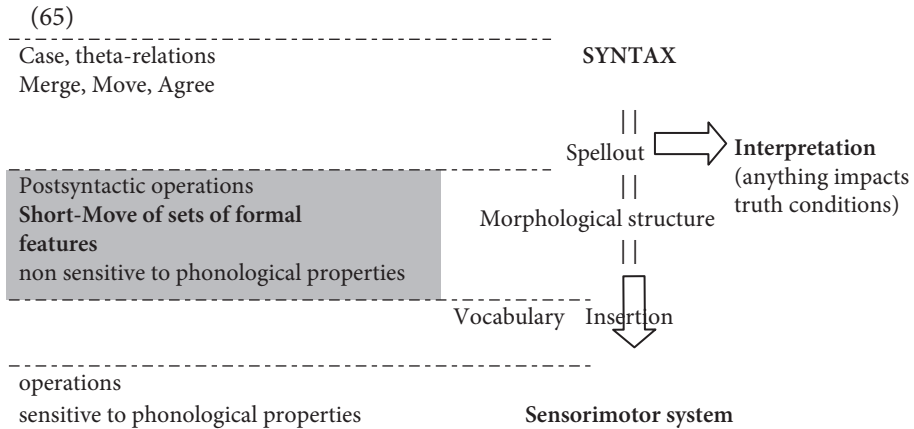 (65)
Case, theta-relations SYNTAX
Merge, Move, Agree
Spellout Interpretation
(anything impacts
truth conditions)
Postsyntactic operations
Short-Move of sets of formal
features
Morphological structure
non sensitive to phonological properties
Vocabulary Insertion
operations
sensitive to phonological properties Sensorimotor system